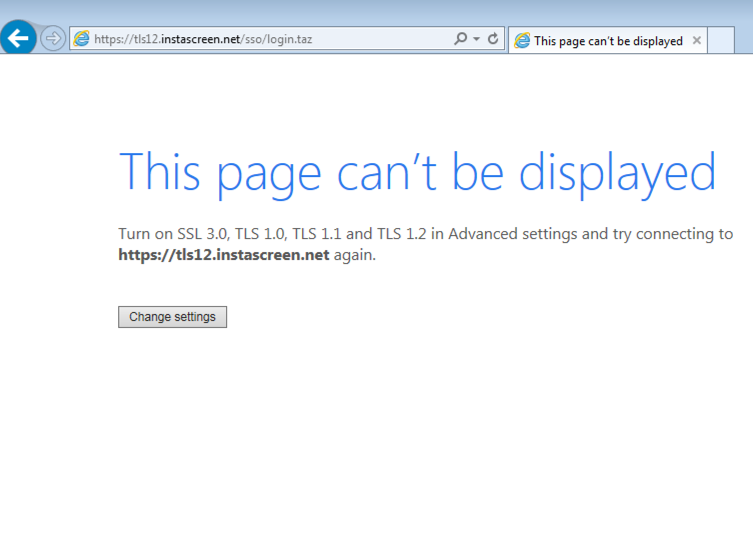 https://tls12.instascreen.net/sso/login.taz
This page can't be displayed
This page can’t be displayed
Turn on SSL 3.0, TLS 1.0, TLS 1.1 and TLS 1.2 in Advanced settings and try connecting to
https://tls12.instascreen.net again.
Change settings